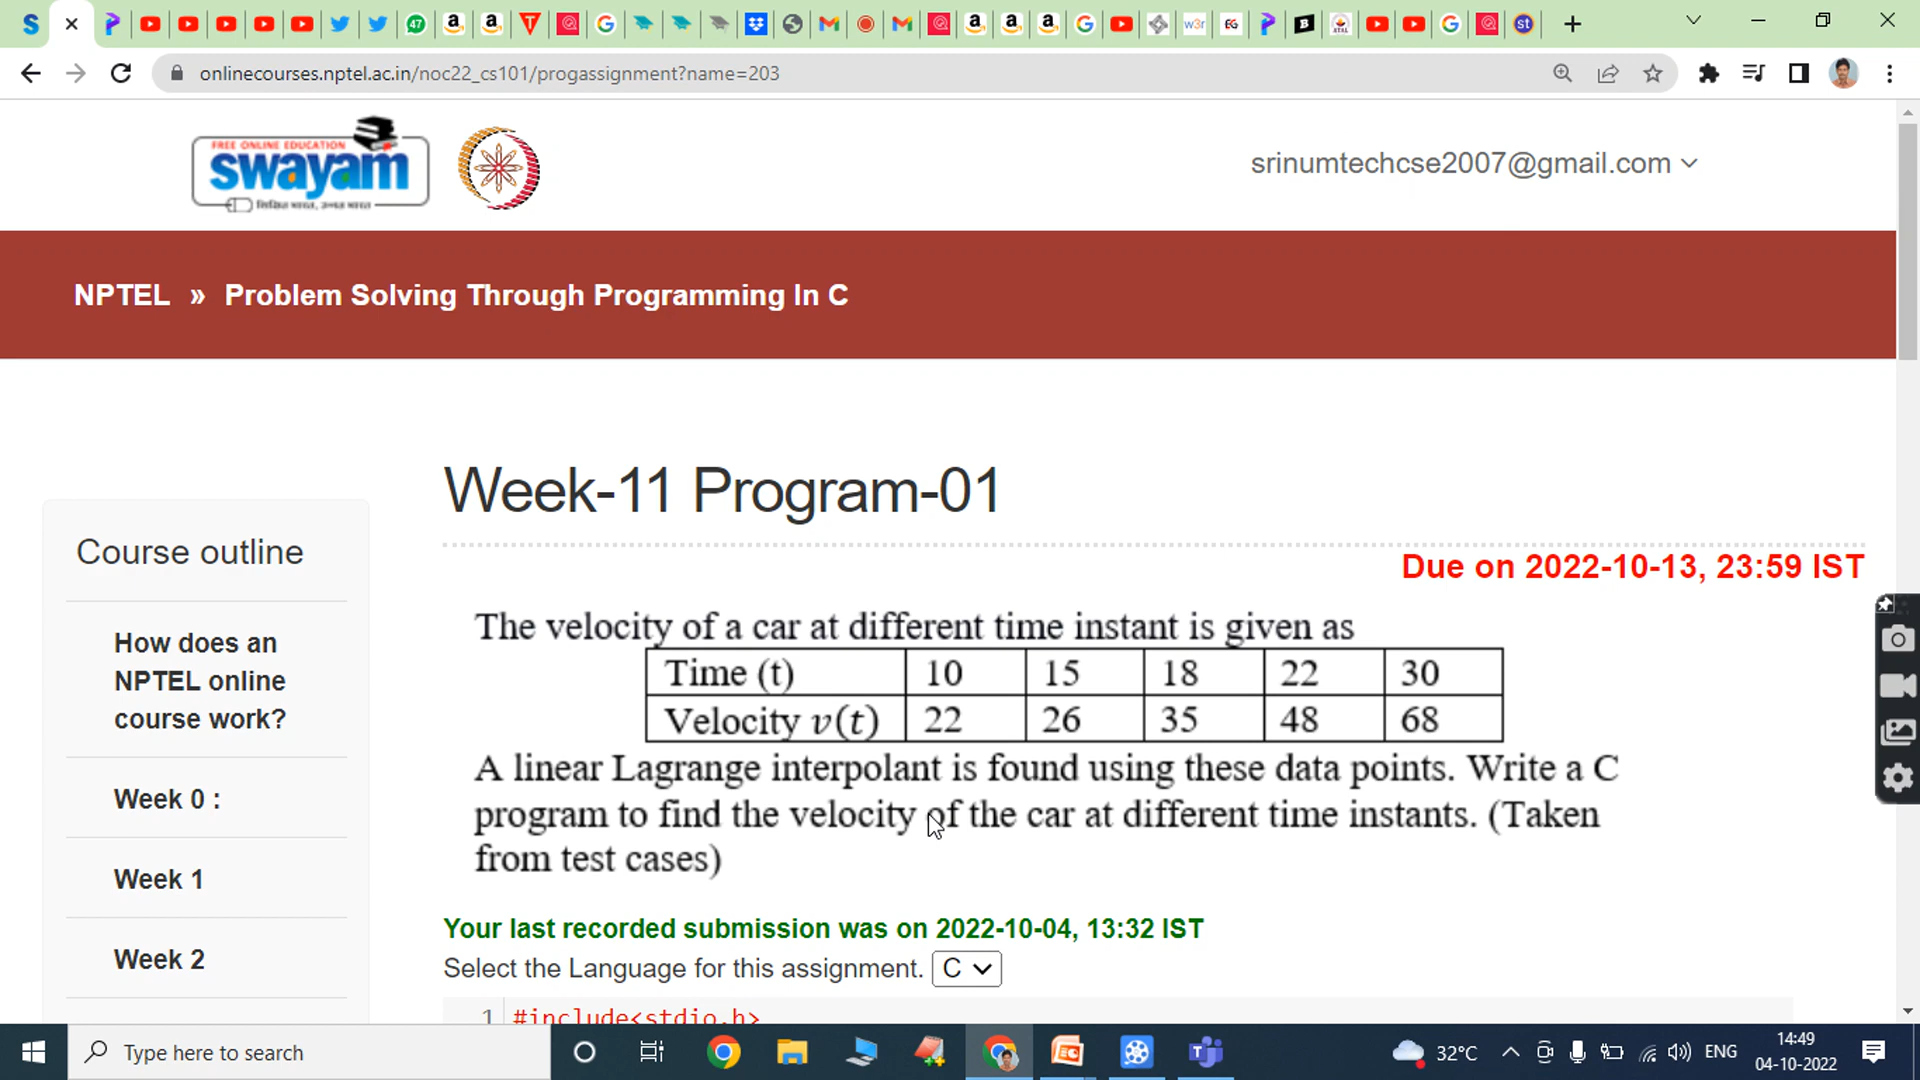 onlinecourses.nptel.ac.in/noc22_cs101/progassignment?name=203
FREE ONLINE EDUCATION
swayam
srinumtechcse2007@gmail.com
NPTEL » Problem Solving Through Programming In C
Week-11 Program-01
Due on 2022-10-13, 23:59 IST
Course outline
How does an
NPTEL online
course work?
Week 0 :
Week 1
Week 2
The velocity of a car at different time instant is given as
Time (t) 10 15 18 22 30
Velocity v(t) 22 26 35 48 68
A linear Lagrange interpolant is found using these data points. Write a C
program to find the velocity of the car at different time instants. (Taken
from test cases)
Your last recorded submission was on 2022-10-04, 13:32 IST
Select the Language for this assignment. C
1 #include<stdio.h>
Type here to search
32°C
ENG
14:49
04-10-2022